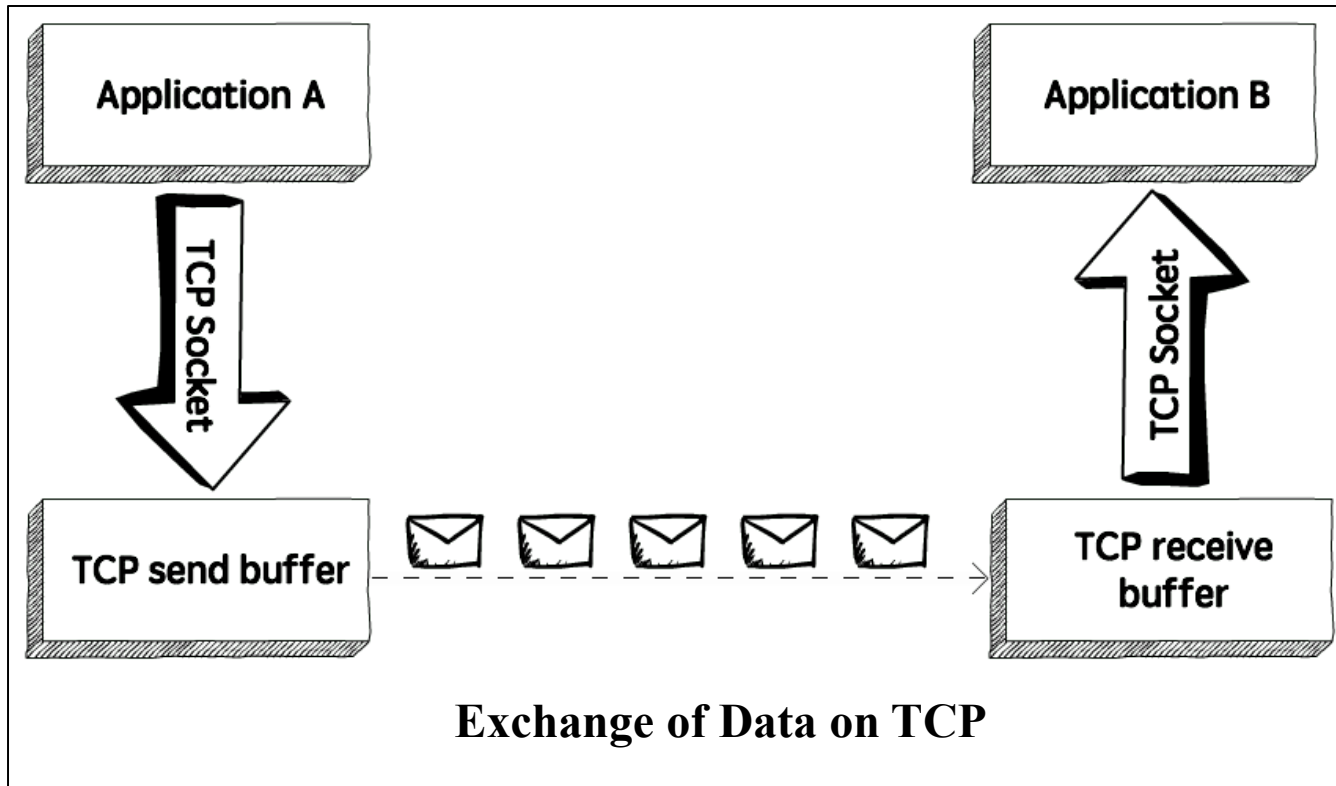 Application A
Application B
TCP Socket
TCP Socket
TCP send buffer
TCP receive
buffer
Exchange of Data on TCP